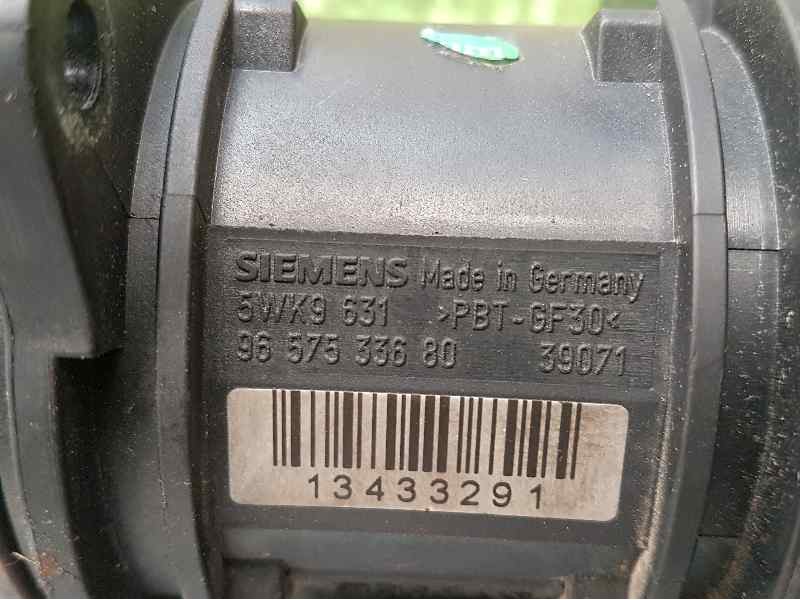 SIEMENS Made in Germany
5WK9 631 >PBT-GF30<
96 575 336 80 39071
13433291